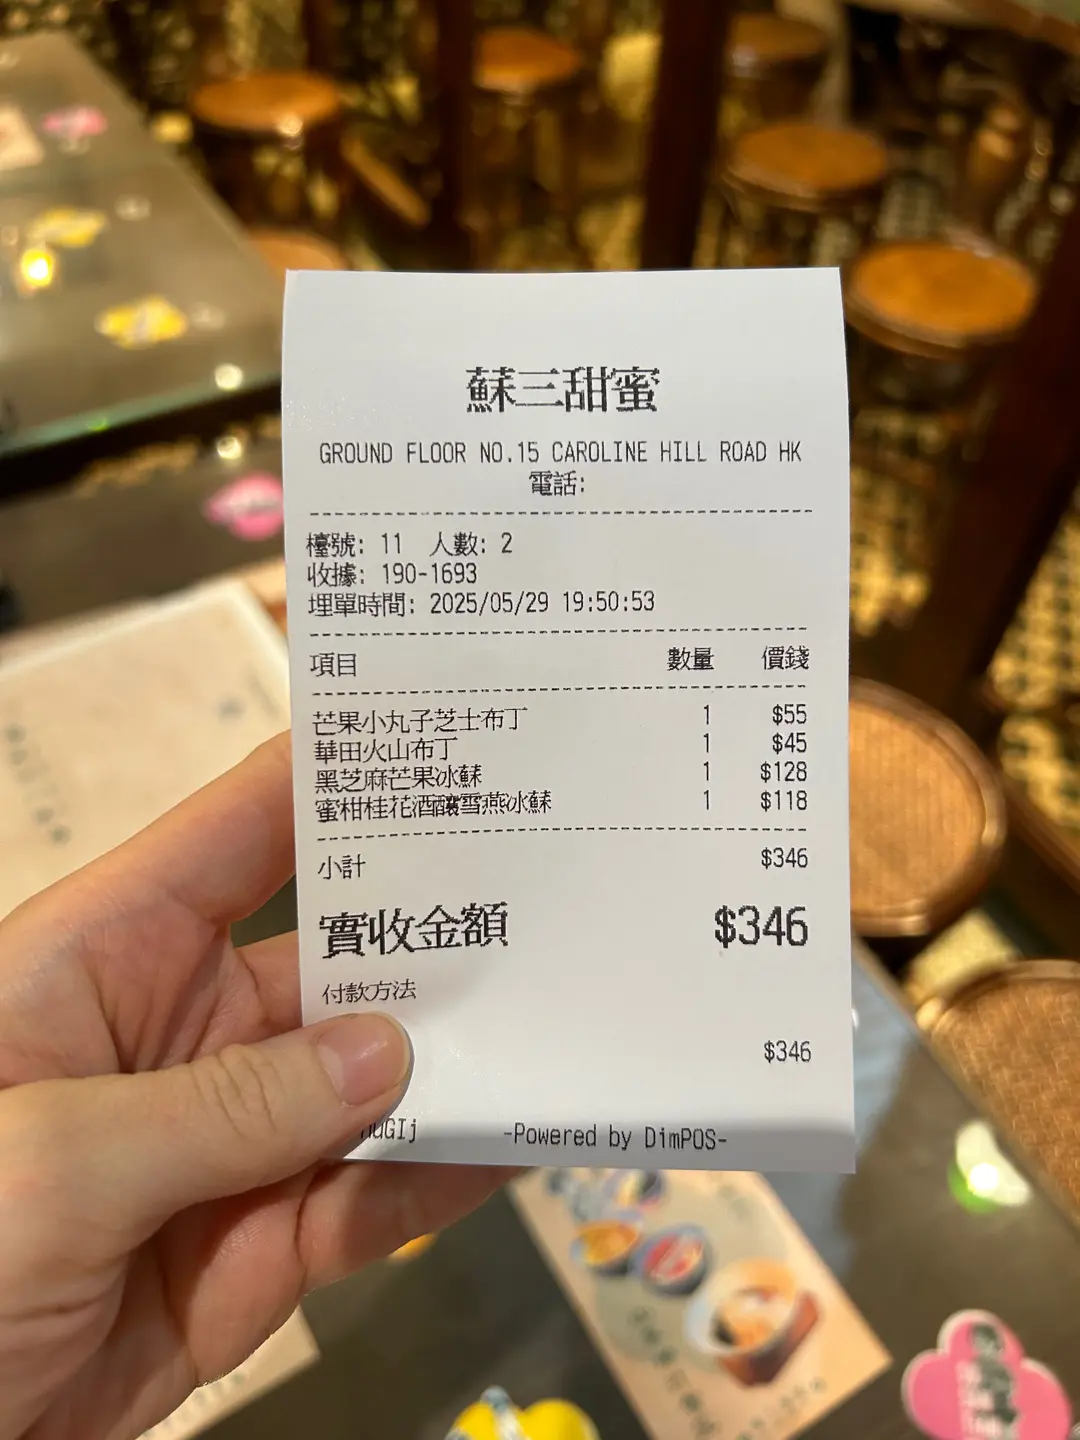 蘇三甜蜜
GROUND FLOOR NO.15 CAROLINE HILL ROAD HK
電話:
檯號: 11 人數: 2
收據: 190-1693
埋單時間: 2025/05/29 19:50:53
項目 數量 價錢
芒果小丸子芝士布丁 1 $55
華田火山布丁 1 $45
黑芝麻芒果冰蘇 1 $128
蜜柑桂花酒釀雪燕冰蘇 1 $118
小計 $346
實收金額 $346
付款方法
$346
-Powered by DimPOS-